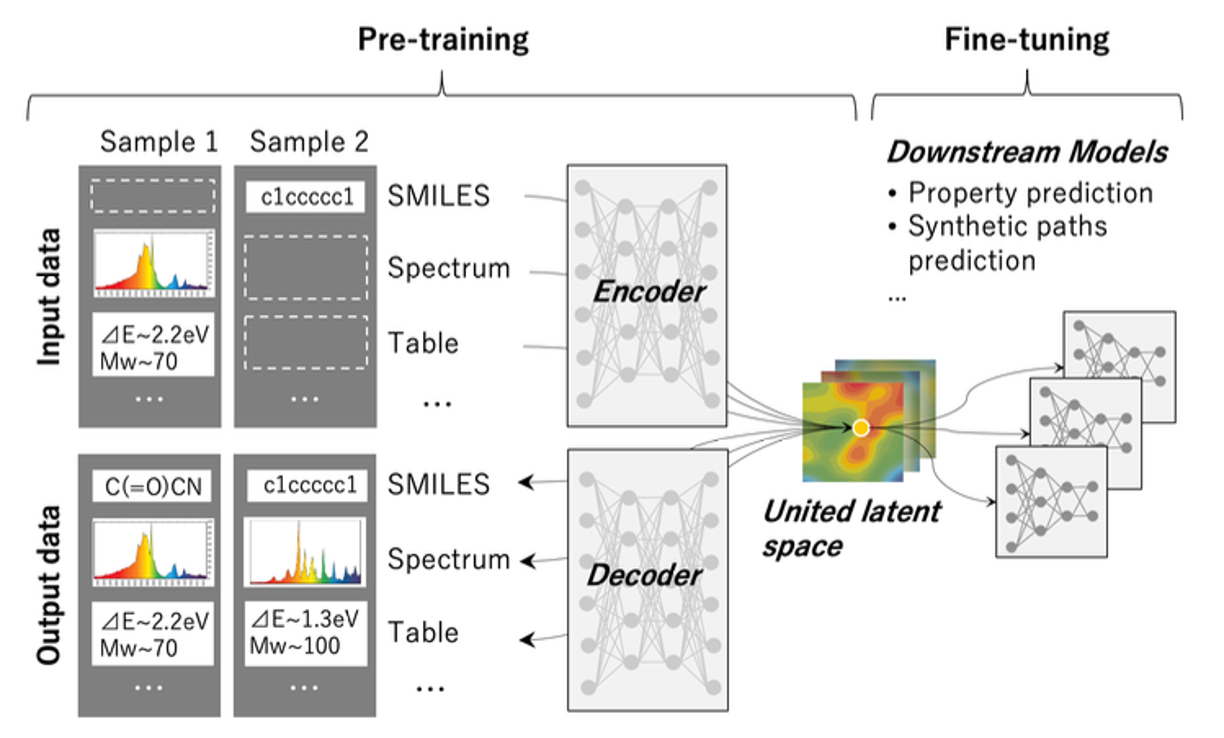 Pre-training
Fine-tuning
Sample 1
Sample 2
Input data
c1ccccc1
⊿E~2.2eV
Mw~70
...
...
SMILES
Spectrum
Table
...
Encoder
Downstream Models
• Property prediction
• Synthetic paths
prediction
...
United latent
space
Output data
C(=O)CN
⊿E~2.2eV
Mw~70
...
c1ccccc1
⊿E~1.3eV
Mw~100
...
SMILES
Spectrum
Table
...
Decoder